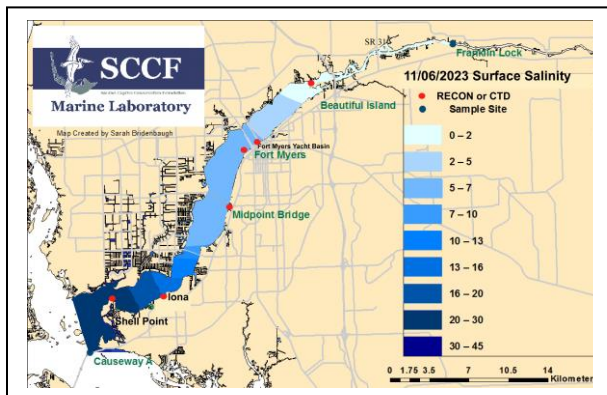 SCCF
Marine Laboratory
Map Created by Sarah Bridenbaugh
SR 31
Franklin Lock
11/06/2023 Surface Salinity
RECON or CTD
Sample Site
Beautiful Island
Fort Myers Yacht Basin
Fort Myers
Midpoint Bridge
Iona
Shell Point
Causeway A
0 – 2
2 – 5
5 – 7
7 – 10
10 – 13
13 – 16
16 – 20
20 – 30
30 – 45
0 1.75 3.5 7 10.5 14
Kilometer